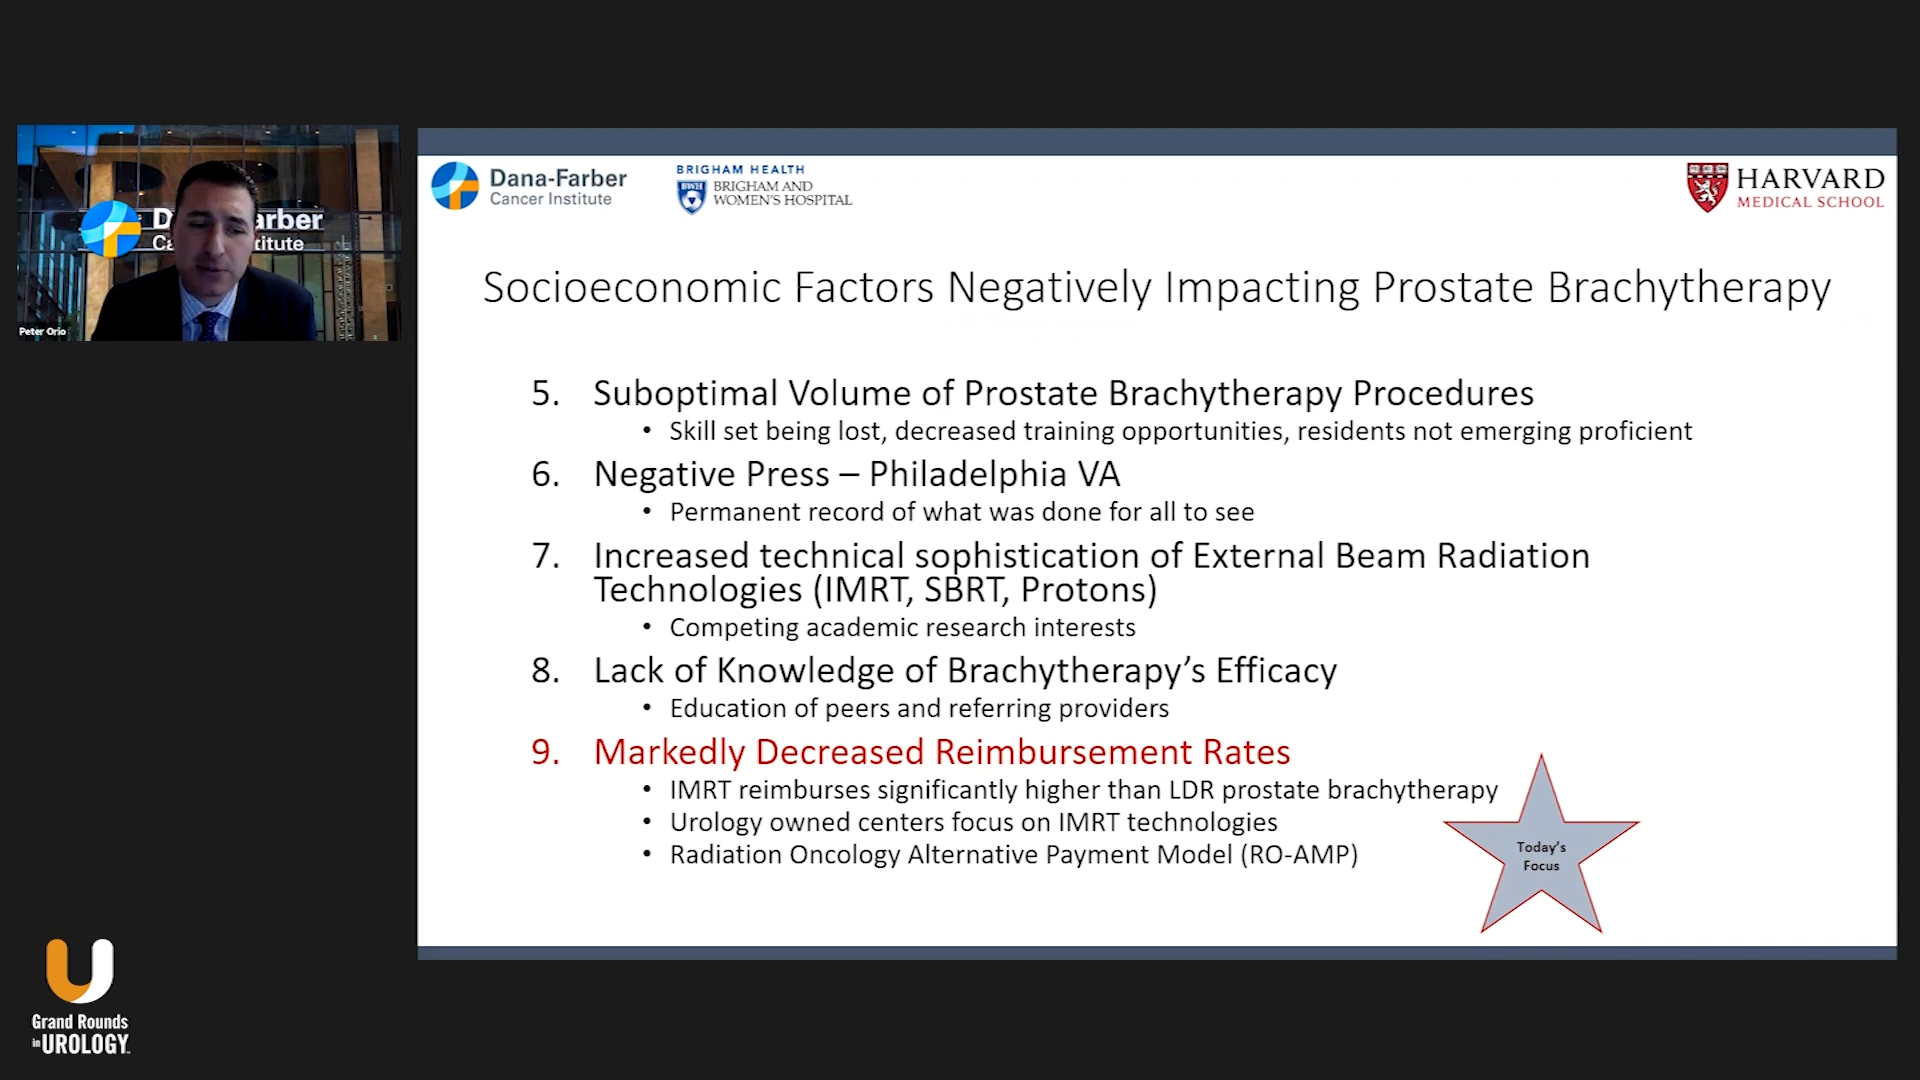 D arber
Ca titute
Peter Orio
Dana-Farber
Cancer Institute
BRIGHAM HEALTH
BWH
BRIGHAM AND
WOMEN'S HOSPITAL
HARVARD
MEDICAL SCHOOL
Socioeconomic Factors Negatively Impacting Prostate Brachytherapy
5. Suboptimal Volume of Prostate Brachytherapy Procedures
• Skill set being lost, decreased training opportunities, residents not emerging proficient
6. Negative Press – Philadelphia VA
• Permanent record of what was done for all to see
7. Increased technical sophistication of External Beam Radiation
Technologies (IMRT, SBRT, Protons)
• Competing academic research interests
8. Lack of Knowledge of Brachytherapy’s Efficacy
• Education of peers and referring providers
9. Markedly Decreased Reimbursement Rates
• IMRT reimburses significantly higher than LDR prostate brachytherapy
• Urology owned centers focus on IMRT technologies
• Radiation Oncology Alternative Payment Model (RO-AMP)
Today’s
Focus
Grand Rounds
in UROLOGY